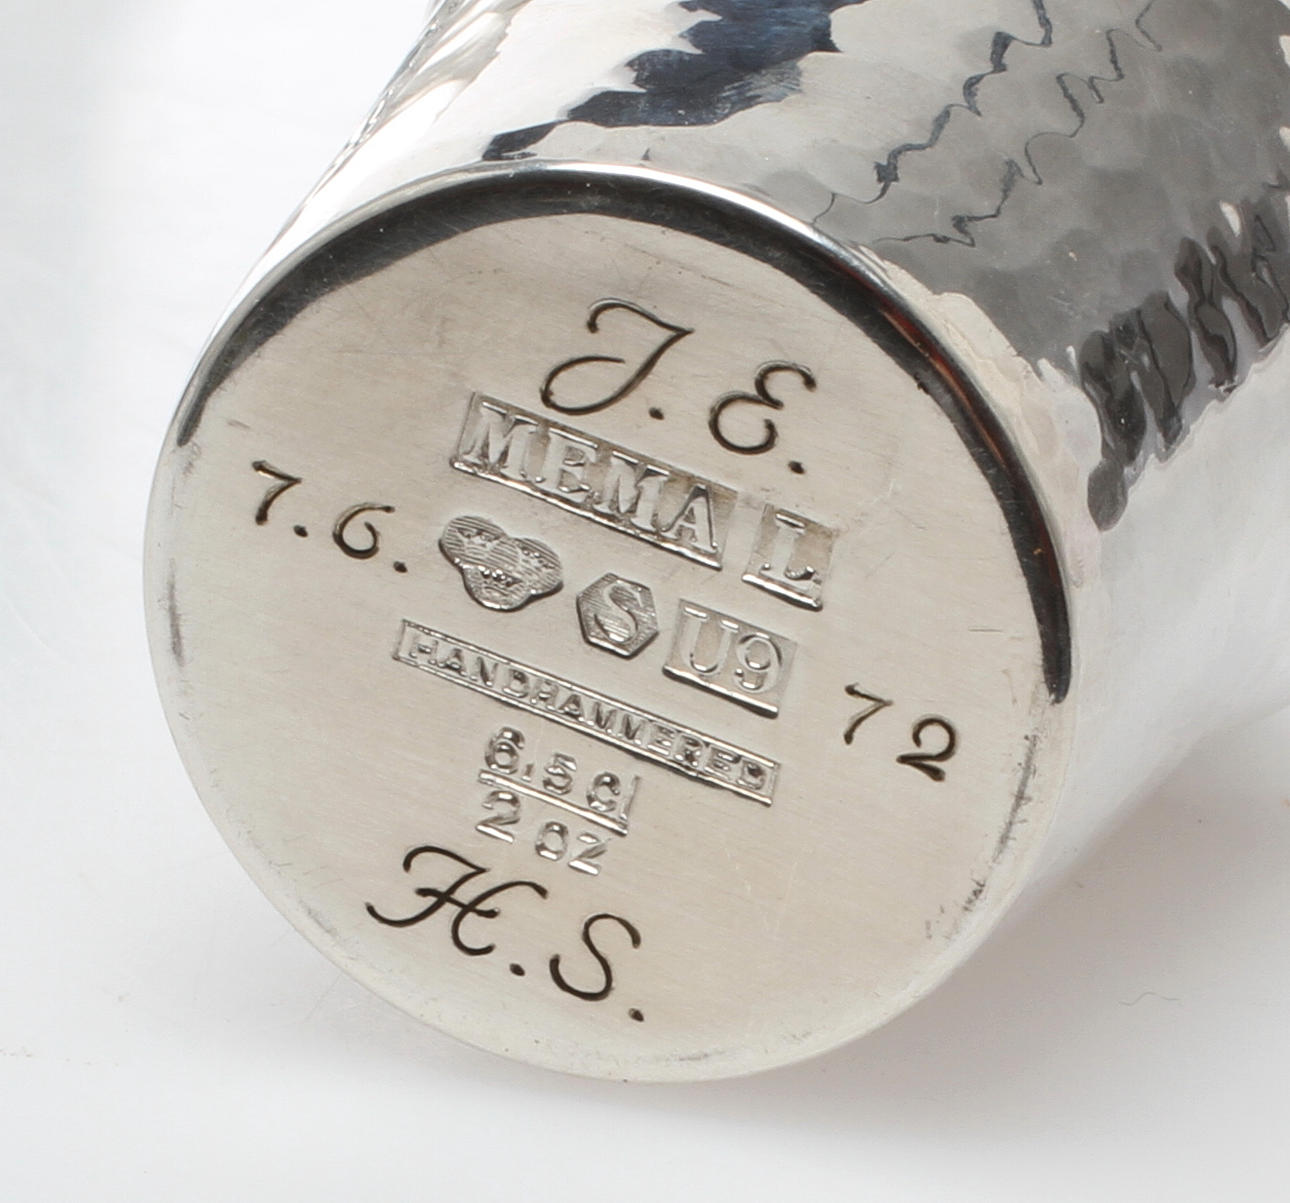 J. E.
MEMA L
7.6.
S U9
72
HANDHAMMERED
6,5 Cl
2 OZ
H. S.